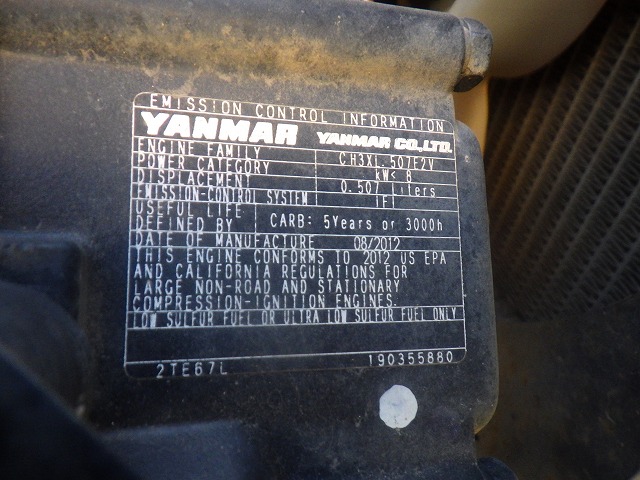 EMISSION CONTROL INFORMATION
YANMAR YANMAR CO.,LTD.
ENGINE FAMILY CH3XL.507E2V
POWER CATEGORY kW< 8
DISPLACEMENT 0.507 Liters
EMISSION-CONTROL SYSTEM IFI
USEFUL LIFE
DEFINED BY CARB: 5Years or 3000h
DATE OF MANUFACTURE 08/2012
THIS ENGINE CONFORMS TO 2012 US EPA
AND CALIFORNIA REGULATIONS FOR
LARGE NON-ROAD AND STATIONARY
COMPRESSION-IGNITION ENGINES.
LOW SULFUR FUEL OR ULTRA LOW SULFUR FUEL ONLY
2TE67L 190355880